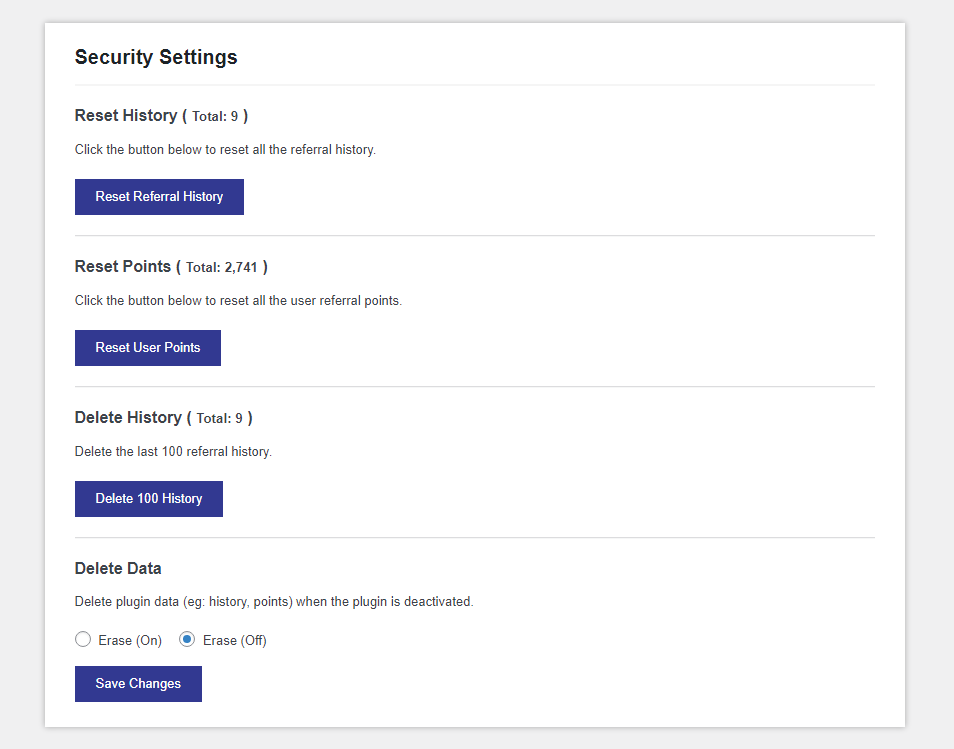 Security Settings
Reset History ( Total: 9 )
Click the button below to reset all the referral history.
Reset Referral History
Reset Points ( Total: 2,741 )
Click the button below to reset all the user referral points.
Reset User Points
Delete History ( Total: 9 )
Delete the last 100 referral history.
Delete 100 History
Delete Data
Delete plugin data (eg: history, points) when the plugin is deactivated.
Erase (On) Erase (Off)
Save Changes